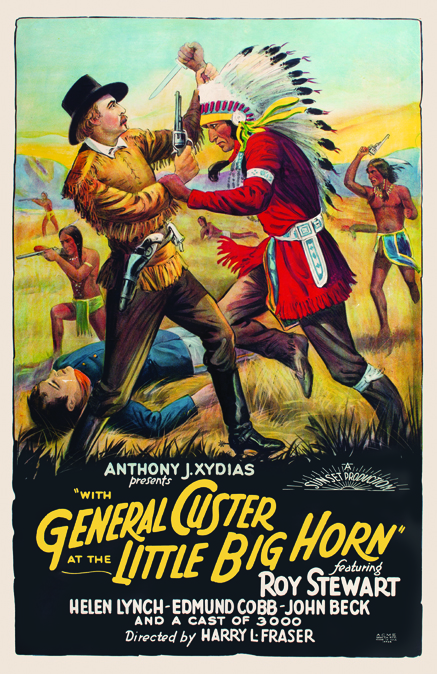 ANTHONY J. XYDIAS
presents
A
SUNSET PRODUCTION
"WITH
GENERAL CUSTER
AT THE LITTLE BIG HORN"
featuring
ROY STEWART
HELEN LYNCH-EDMUND COBB-JOHN BECK
AND A CAST OF 3000
Directed by HARRY L. FRASER
ACME